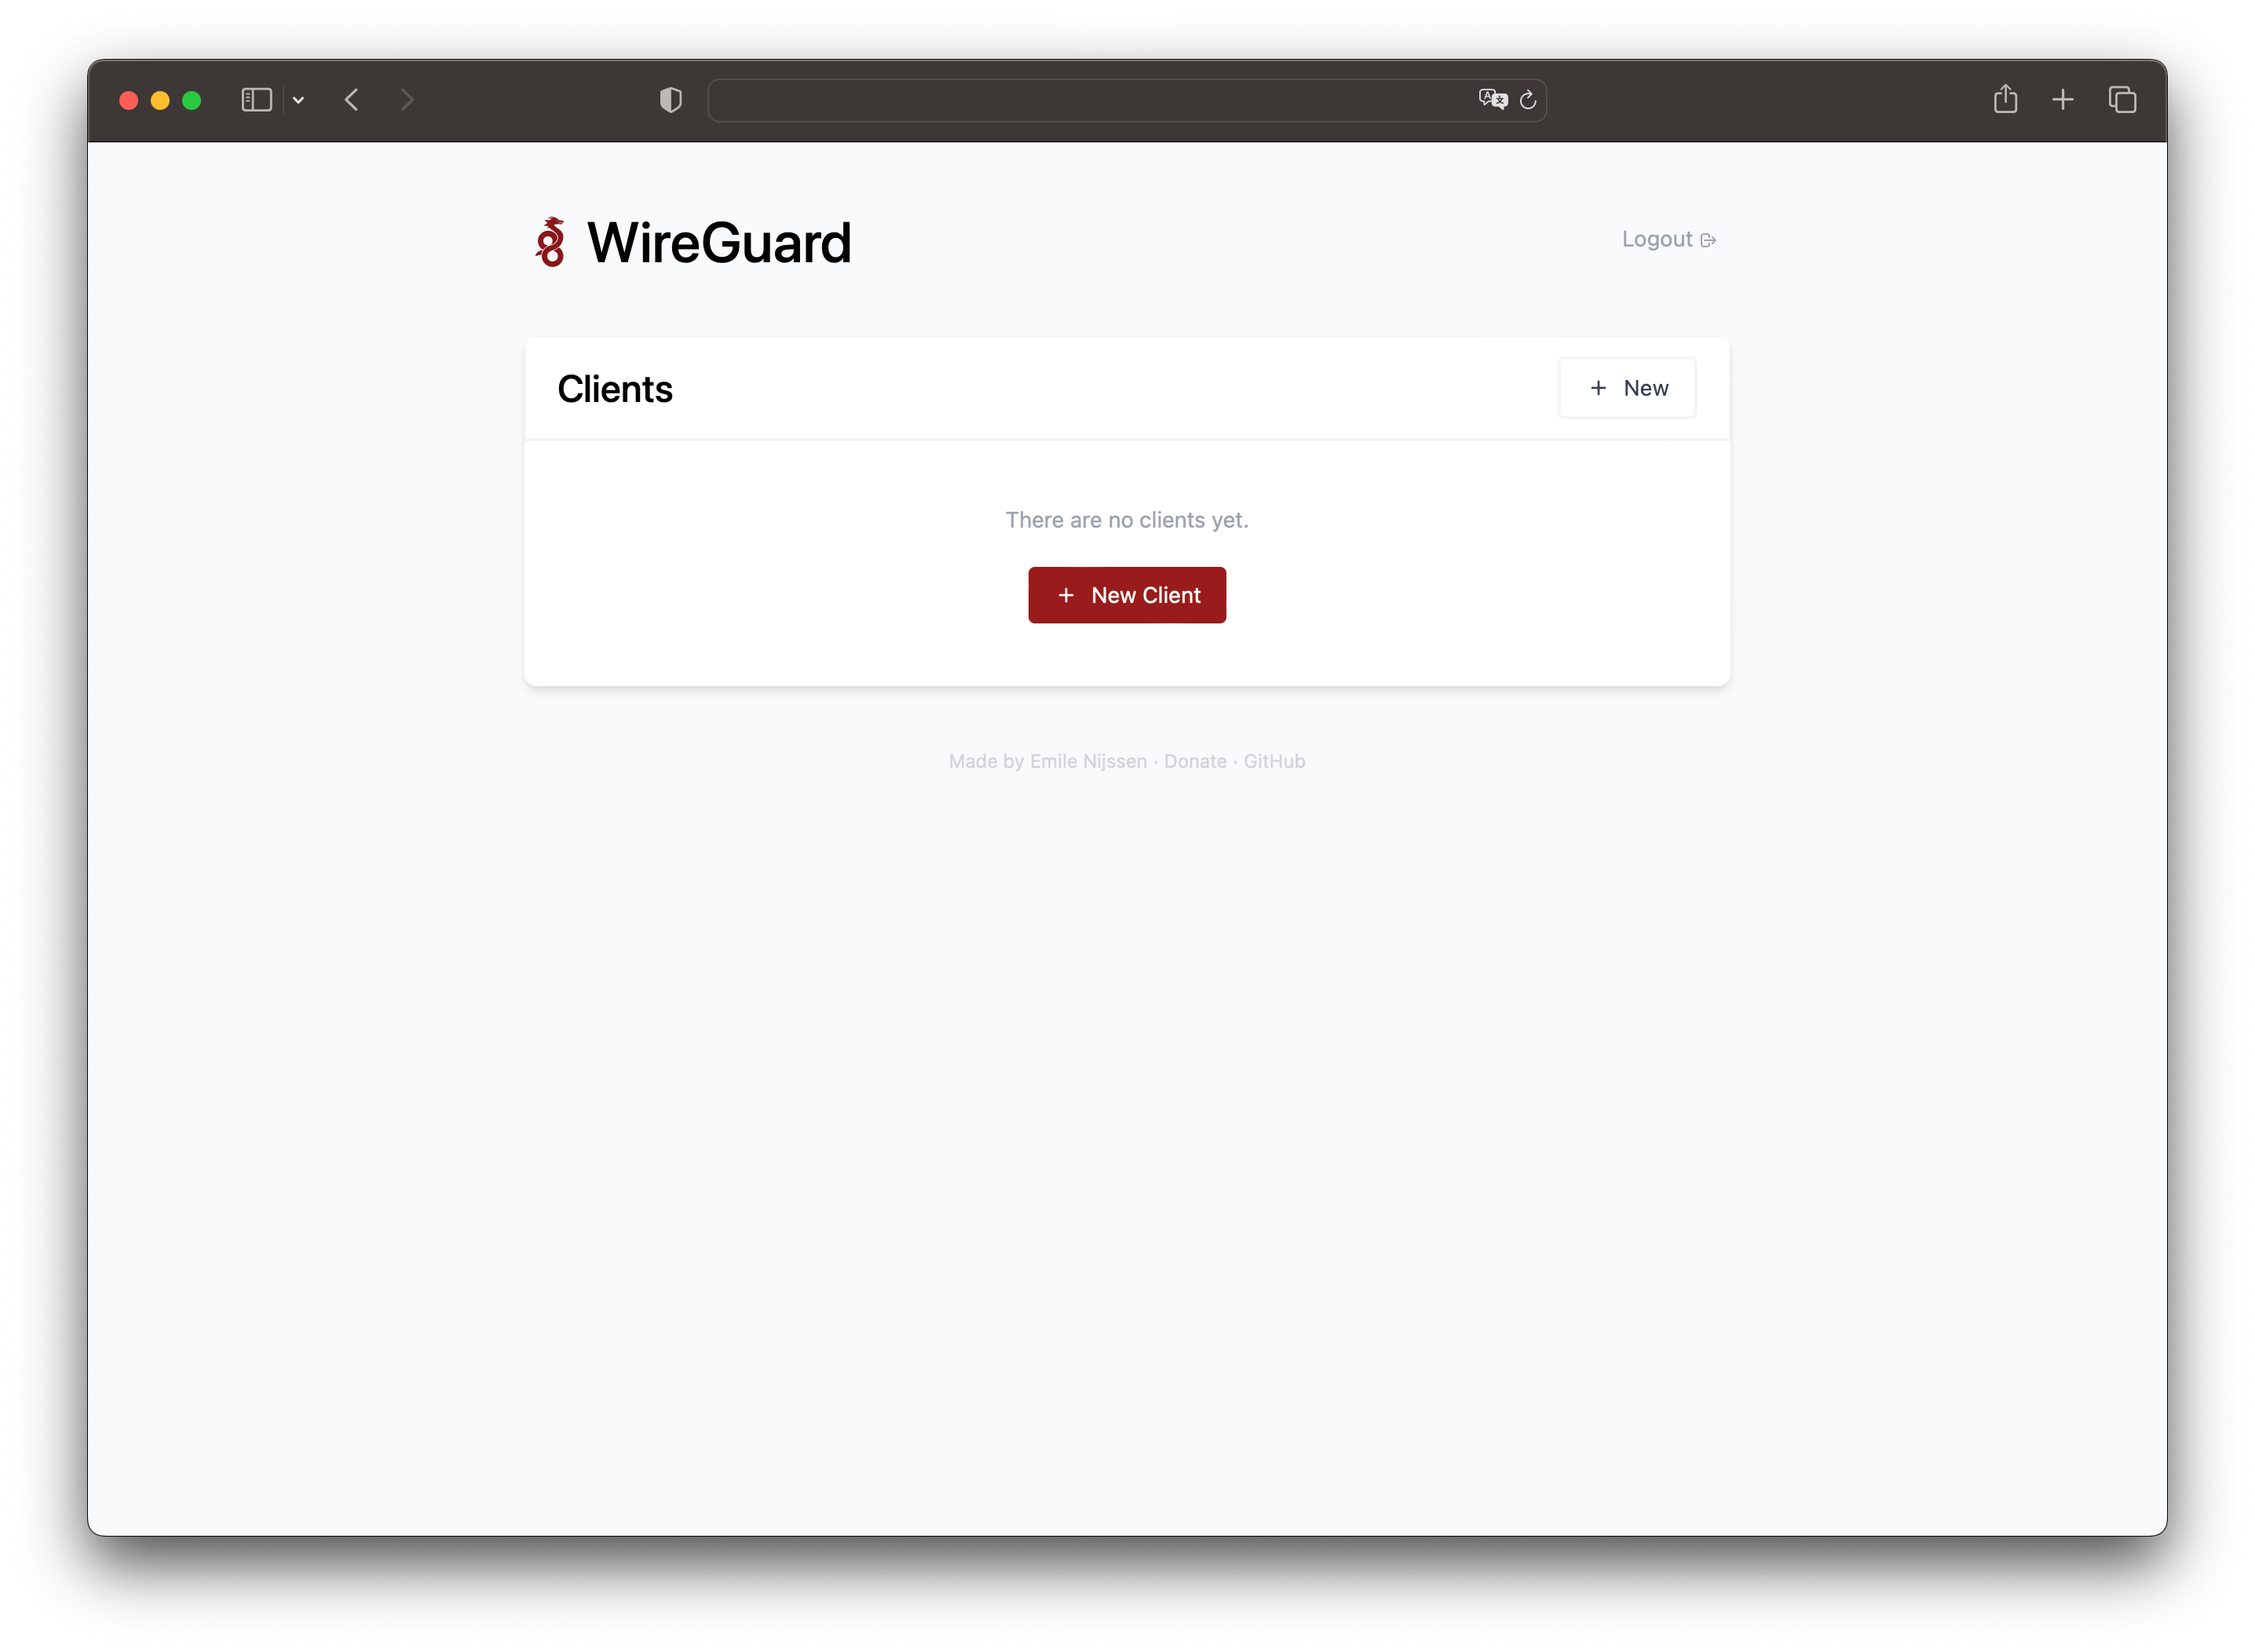 WireGuard
Logout
Clients
+ New
There are no clients yet.
+ New Client
Made by Emile Nijssen · Donate · GitHub